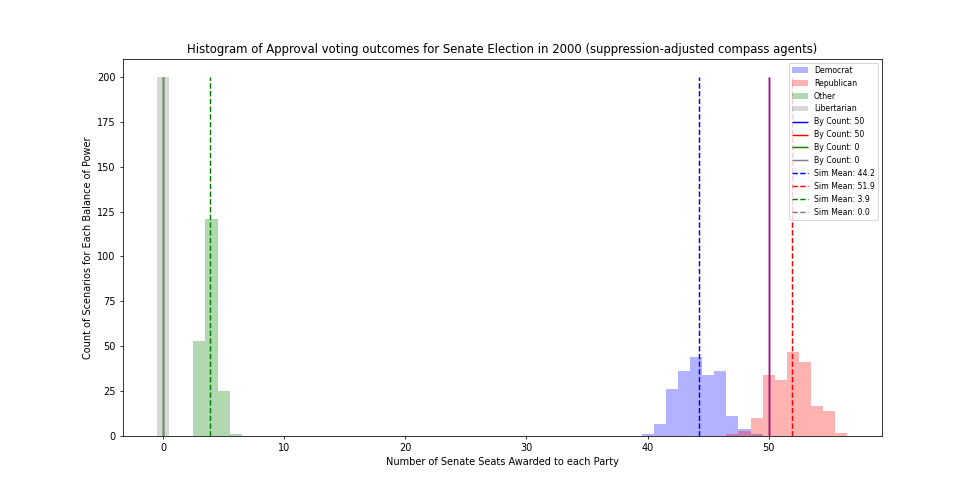 Histogram of Approval voting outcomes for Senate Election in 2000 (suppression-adjusted compass agents)
Democrat
Republican
Other
Libertarian
By Count: 50
By Count: 50
By Count: 0
By Count: 0
Sim Mean: 44.2
Sim Mean: 51.9
Sim Mean: 3.9
Sim Mean: 0.0
Count of Scenarios for Each Balance of Power
200
175
150
125
100
75
50
25
0
0 10 20 30 40 50
Number of Senate Seats Awarded to each Party